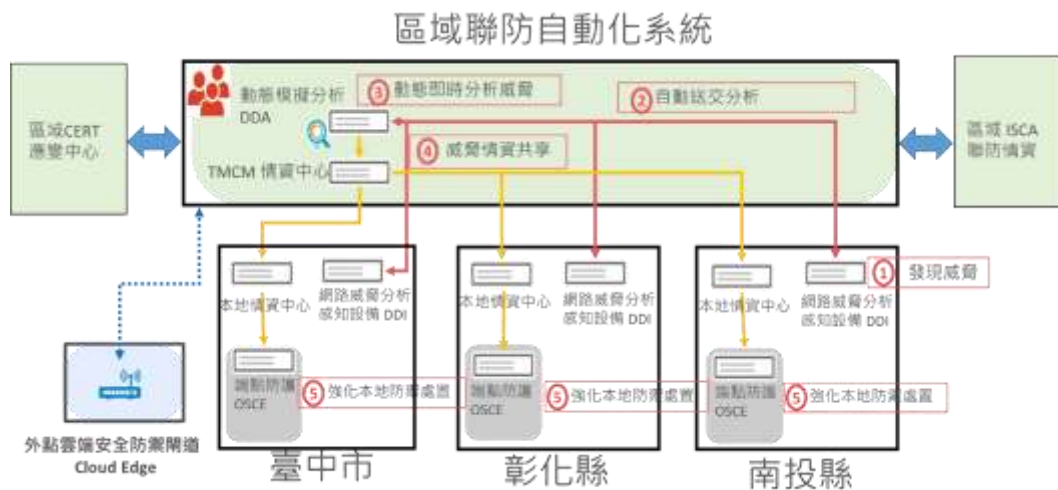 區域聯防自動化系統
區域CERT
應變中心
動態模擬分析
DDA
③ 動態即時分析威脅
② 自動送交分析
④ 威脅情資共享
TMCM 情資中心
區域 ISCA
聯防情資
本地情資中心
網路威脅分析
感知設備 DDI
本地情資中心
網路威脅分析
感知設備 DDI
本地情資中心
網路威脅分析
感知設備 DDI
① 發現威脅
端點防護
OSCE
⑤ 強化本地防禦處置
端點防護
OSCE
⑤ 強化本地防禦處置
端點防護
OSCE
⑤ 強化本地防禦處置
外點雲端安全防禦閘道
Cloud Edge
臺中市
彰化縣
南投縣